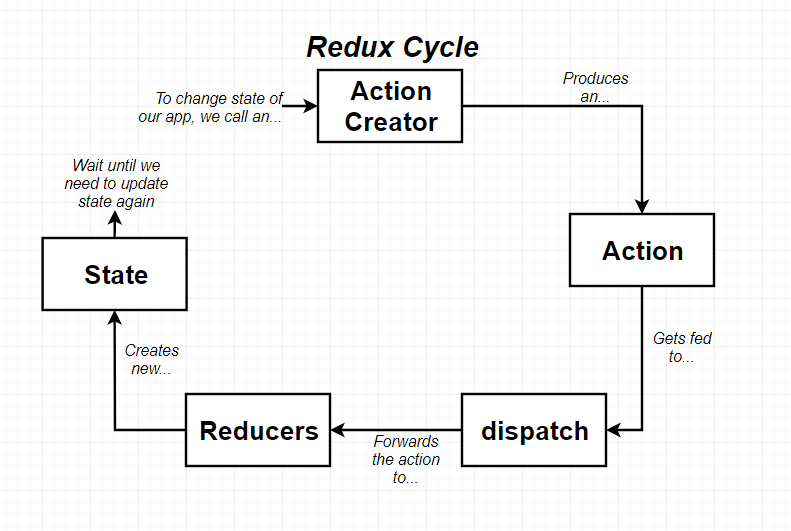 Redux Cycle
To change state of
our app, we call an...
Action
Creator
Produces
an...
Wait until we
need to update
state again
State
Action
Creates
new...
Gets fed
to...
Reducers
Forwards
the action
to...
dispatch